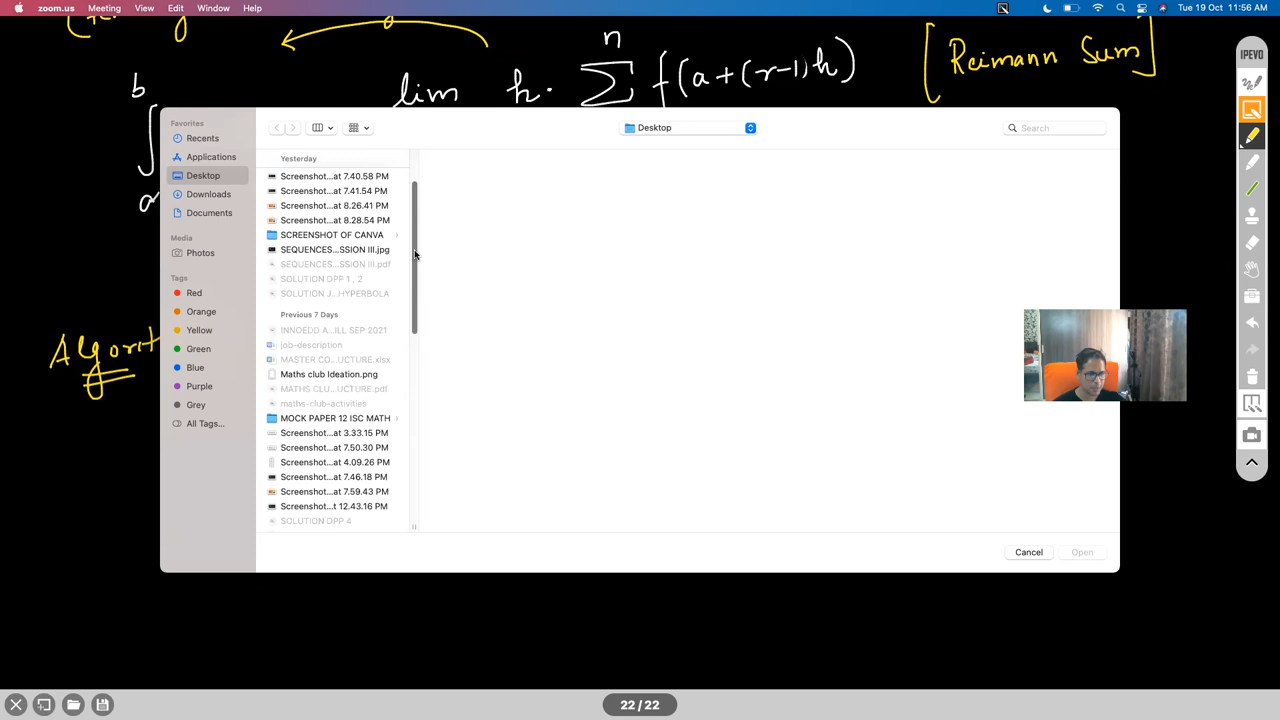 zoom.us Meeting View Edit Window Help Tue 19 Oct 11:56 AM
IPEVO
n
b
lim h. ∑ f(a+(r-1)h) [Reimann Sum]
∫
a
Algorit
Favorites
Recents
Applications
Desktop
Downloads
Documents
Media
Photos
Tags
Red
Orange
Yellow
Green
Blue
Purple
Grey
All Tags...
Desktop
Search
Yesterday
Screenshot...at 7.40.58 PM
Screenshot...at 7.41.54 PM
Screenshot...at 8.26.41 PM
Screenshot...at 8.28.54 PM
SCREENSHOT OF CANVA
SEQUENCES...SSION III.jpg
SEQUENCES...SSION III.pdf
SOLUTION DPP 1 , 2
SOLUTION J...HYPERBOLA
Previous 7 Days
INNOEDO A...ILL SEP 2021
job-description
MASTER CO...UCTURE.xlsx
Maths club Ideation.png
MATHS CLU...UCTURE.pdf
maths-club-activities
MOCK PAPER 12 ISC MATH
Screenshot...at 3.33.15 PM
Screenshot...at 7.50.30 PM
Screenshot...at 4.09.26 PM
Screenshot...at 7.46.18 PM
Screenshot...at 7.59.43 PM
Screenshot...t 12.43.16 PM
SOLUTION DPP 4
Cancel Open
22 / 22